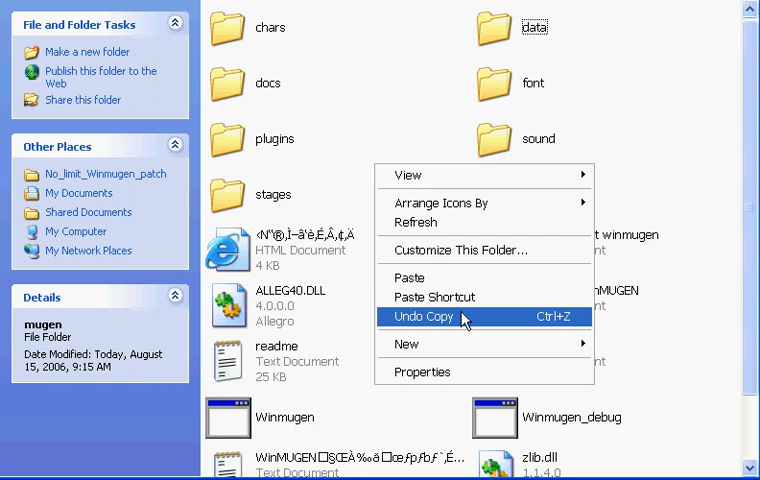 File and Folder Tasks
Make a new folder
Publish this folder to the
Web
Share this folder
Other Places
No_limit_Winmugen_patch
My Documents
Shared Documents
My Computer
My Network Places
Details
mugen
File Folder
Date Modified: Today, August
15, 2006, 9:15 AM
chars
data
docs
font
plugins
sound
stages
HTML Document
4 KB
winmugen
ALLEG40.DLL
4.0.0.0
Allegro
readme
Text Document
25 KB
Winmugen
Winmugen_debug
WinMUGEN
Text Document
zlib.dll
1.1.4.0
View
Arrange Icons By
Refresh
Customize This Folder...
Paste
Paste Shortcut
Undo Copy Ctrl+Z
New
Properties